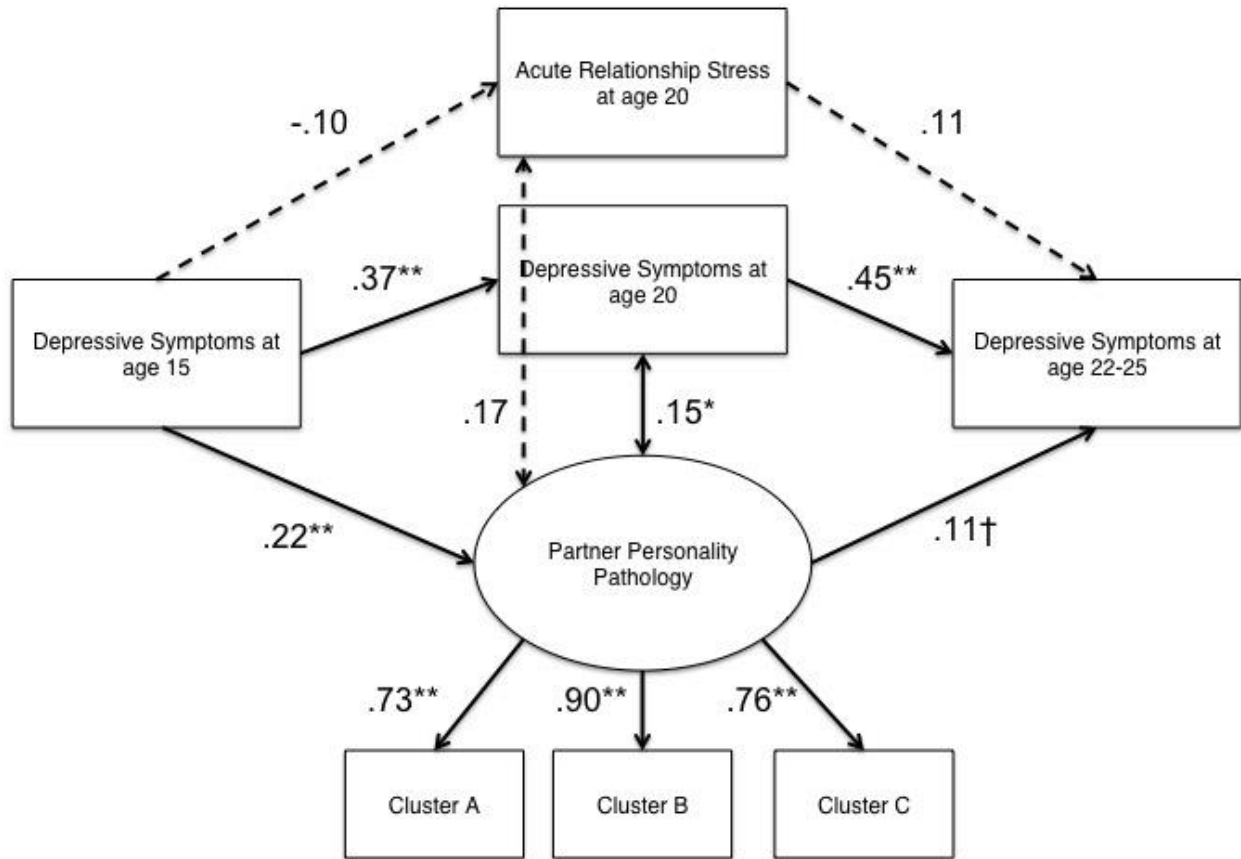 Acute Relationship Stress
at age 20
-.10
.11
Depressive Symptoms at
age 20
.37**
.45**
Depressive Symptoms at
age 15
Depressive Symptoms at
age 22-25
.17
.15*
.22**
.11†
Partner Personality
Pathology
.73**
.90**
.76**
Cluster A
Cluster B
Cluster C